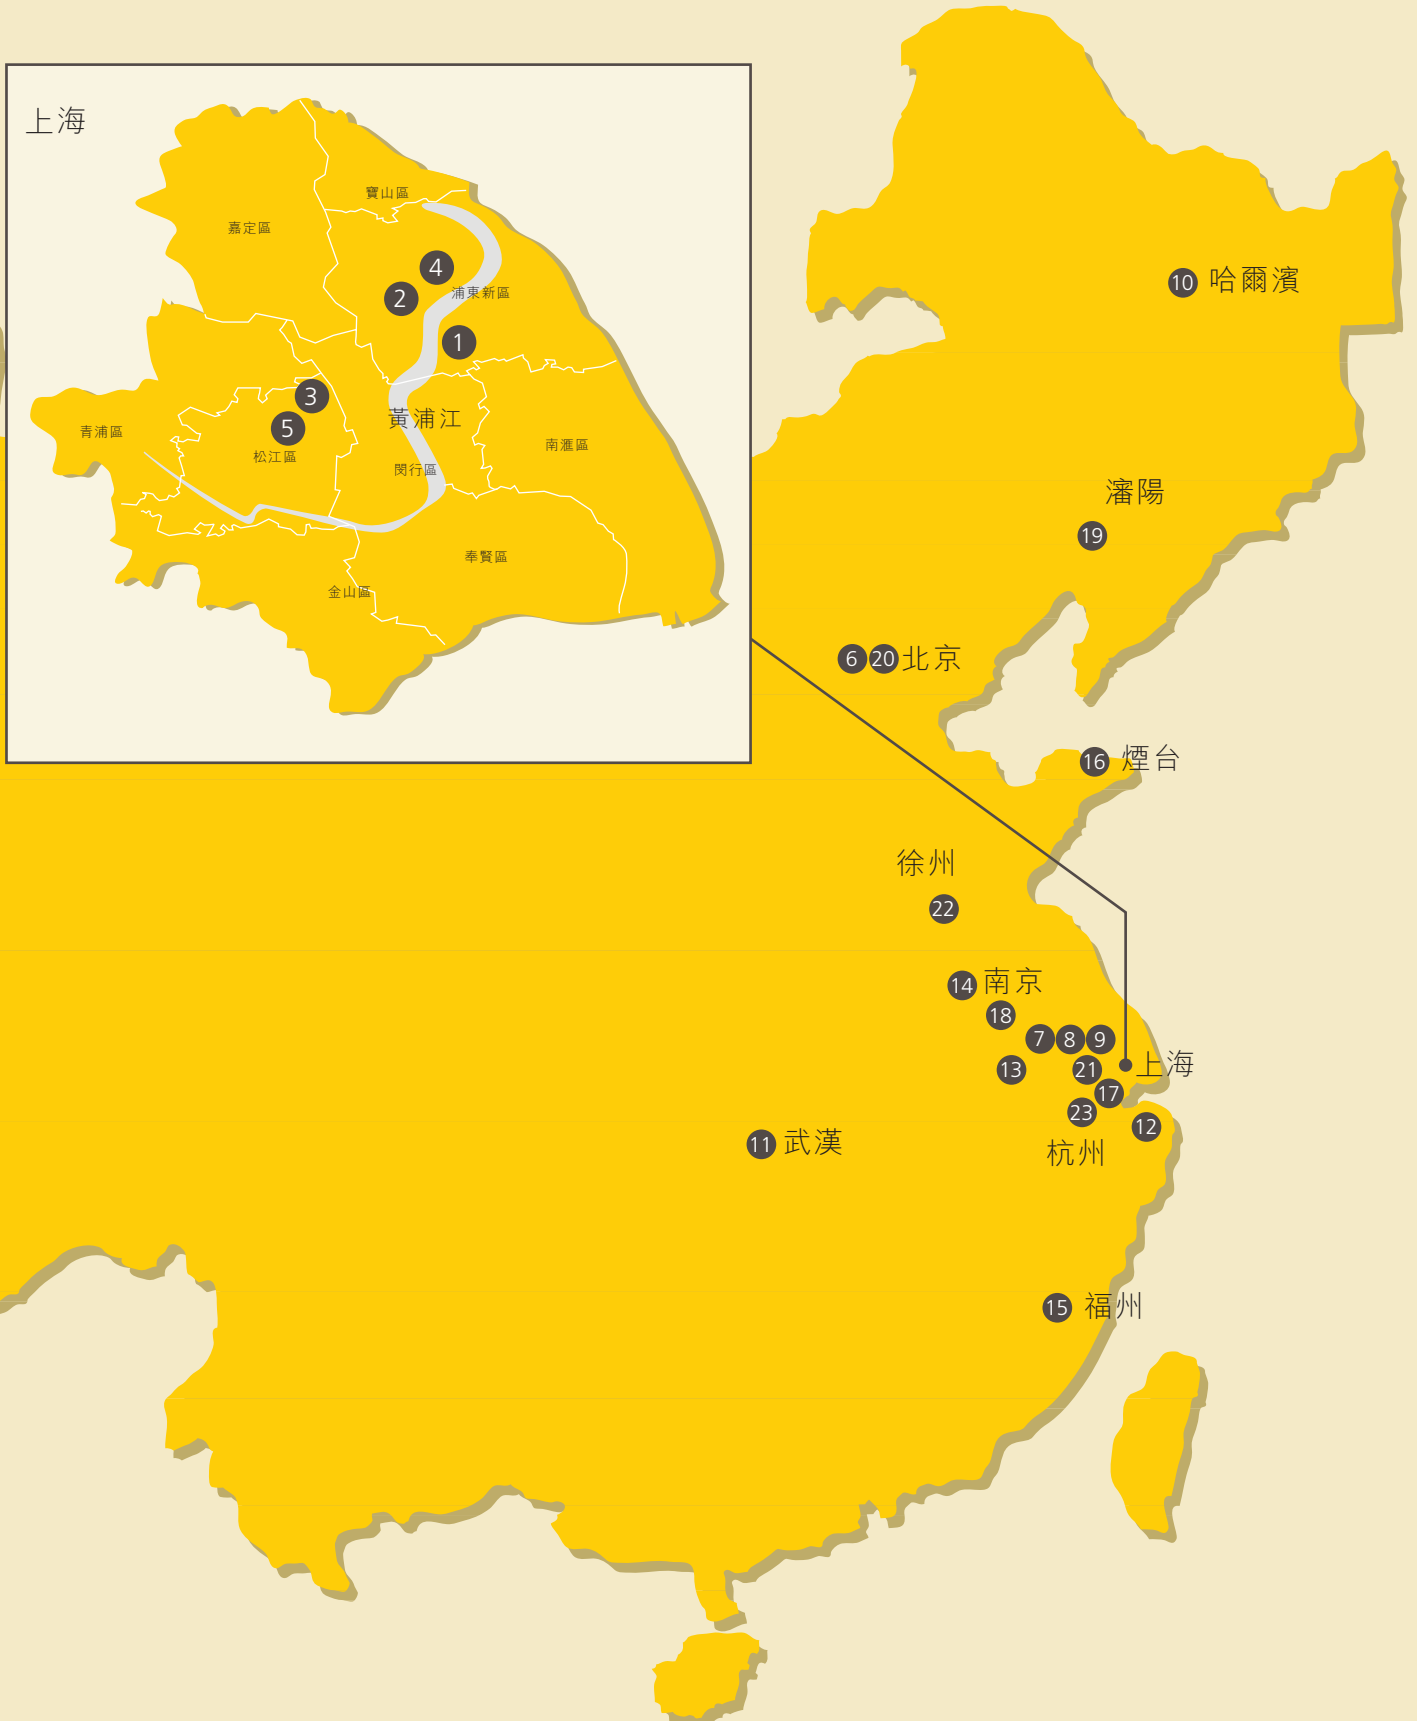 上海
寶山區
嘉定區
4
浦東新區
2
1
3
黃浦江
5
青浦區
南滙區
松江區
閔行區
奉賢區
金山區
10 哈爾濱
瀋陽
19
6 20 北京
16 煙台
徐州
22
14 南京
18
7 8 9
上海
13
21
17
23
12
11 武漢
杭州
15 福州